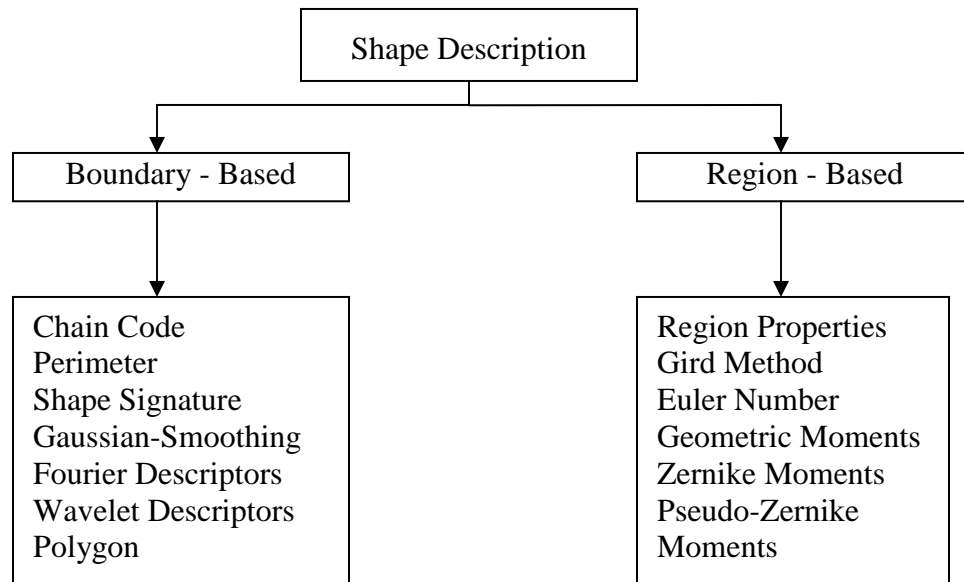 Shape Description
Boundary - Based
Region - Based
Chain Code
Perimeter
Shape Signature
Gaussian-Smoothing
Fourier Descriptors
Wavelet Descriptors
Polygon
Region Properties
Gird Method
Euler Number
Geometric Moments
Zernike Moments
Pseudo-Zernike
Moments